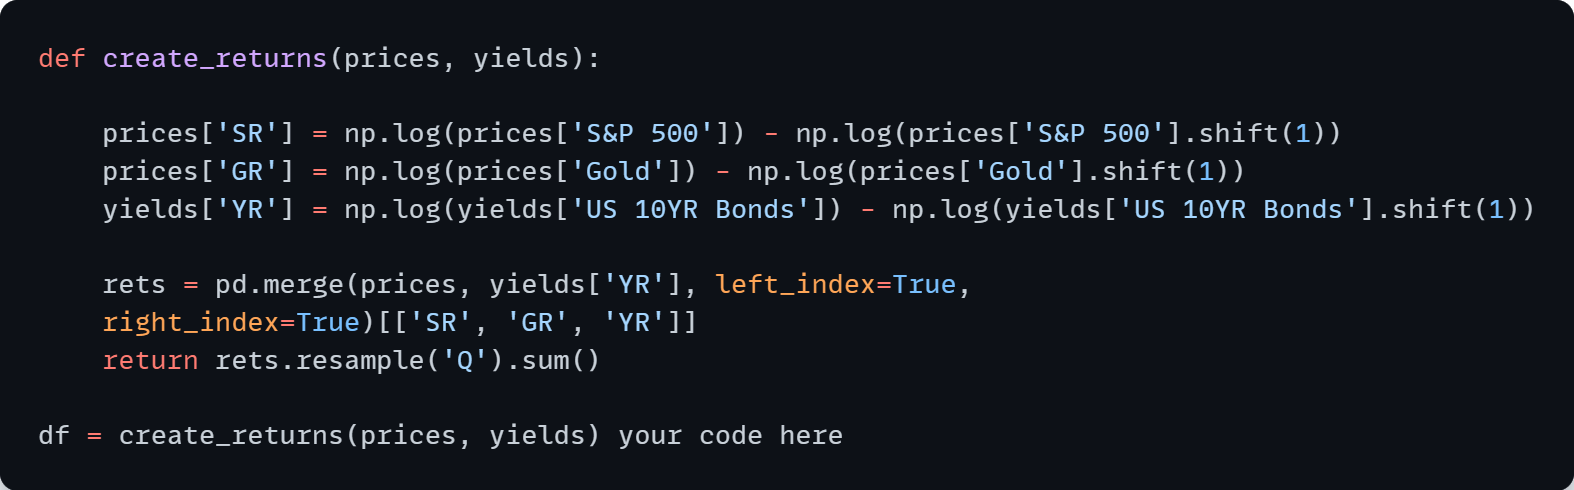 def create_returns(prices, yields):
    prices['SR'] = np.log(prices['S&P 500']) - np.log(prices['S&P 500'].shift(1))
    prices['GR'] = np.log(prices['Gold']) - np.log(prices['Gold'].shift(1))
    yields['YR'] = np.log(yields['US 10YR Bonds']) - np.log(yields['US 10YR Bonds'].shift(1))
    rets = pd.merge(prices, yields['YR'], left_index=True,
    right_index=True)[['SR', 'GR', 'YR']]
    return rets.resample('Q').sum()
df = create_returns(prices, yields) your code here